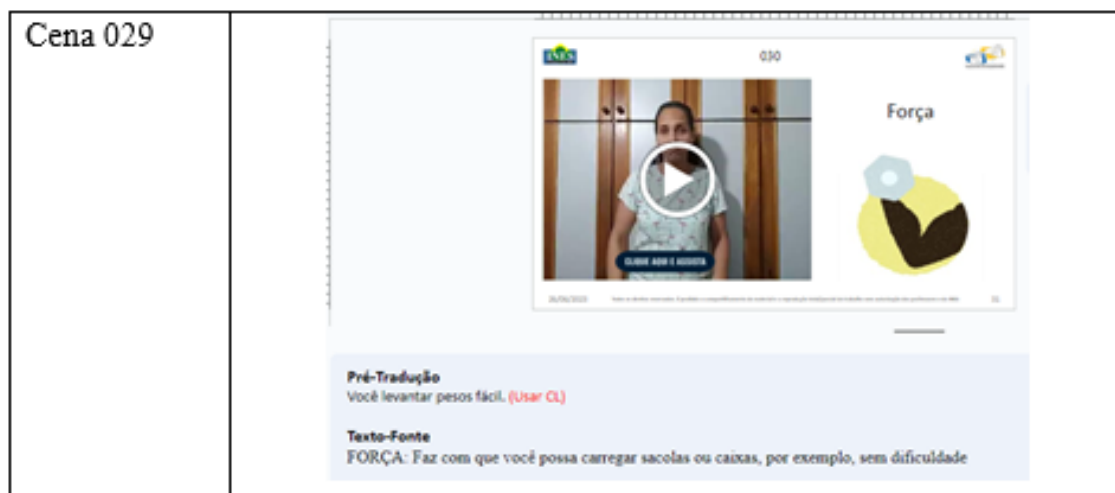 Cena 029
INES
030
Força
CLIQUE AQUI E ASSISTA
Pré-Tradução
Você levantar pesos fácil. (Usar CL)
Texto-Fonte
FORÇA: Faz com que você possa carregar sacolas ou caixas, por exemplo, sem dificuldade